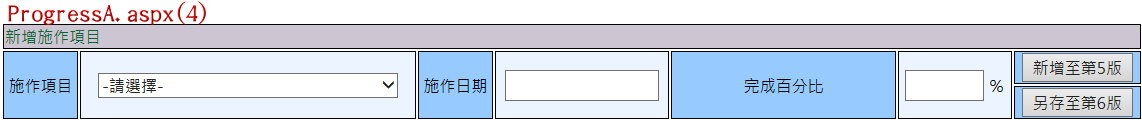 ProgressA.aspx(4)
新增施作項目
施作項目 -請選擇- 施作日期 完成百分比 % 新增至第5版
另存至第6版